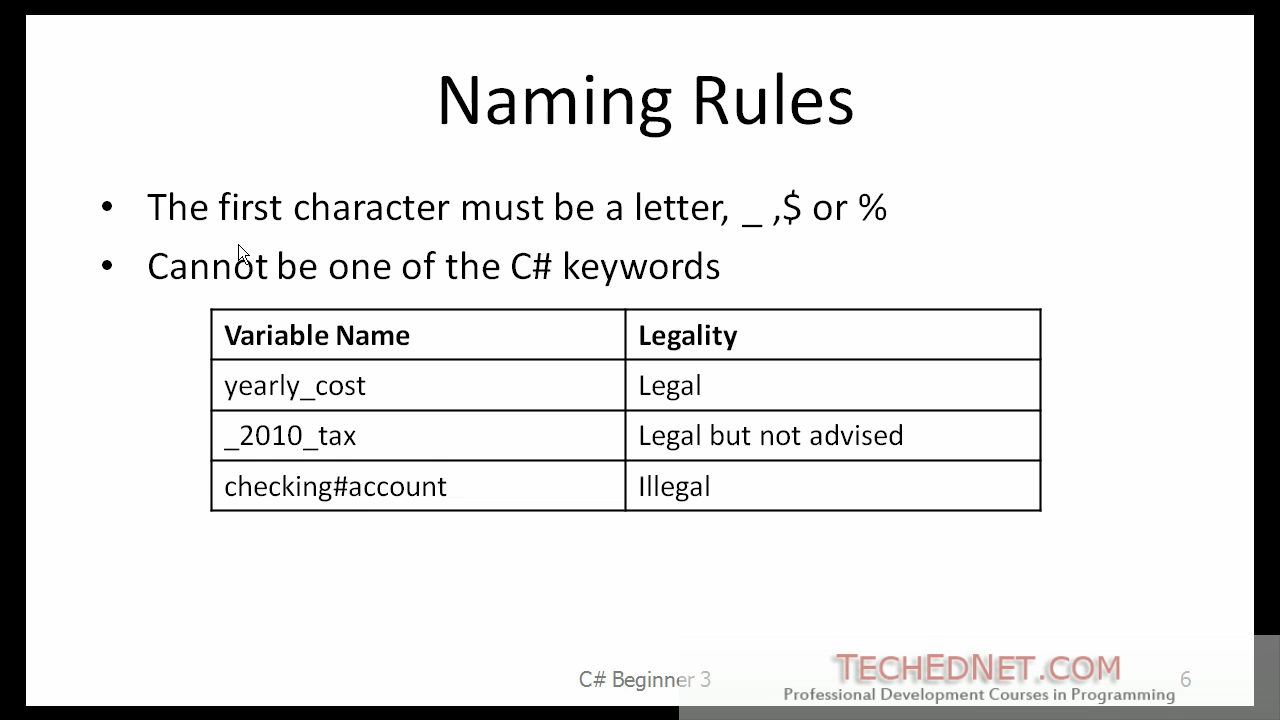 Naming Rules
• The first character must be a letter, _ ,$ or %
• Cannot be one of the C# keywords
Variable Name Legality
yearly_cost Legal
_2010_tax Legal but not advised
checking#account Illegal
C# Beginner 3
TECHEDNET.COM
Professional Development Courses in Programming
6